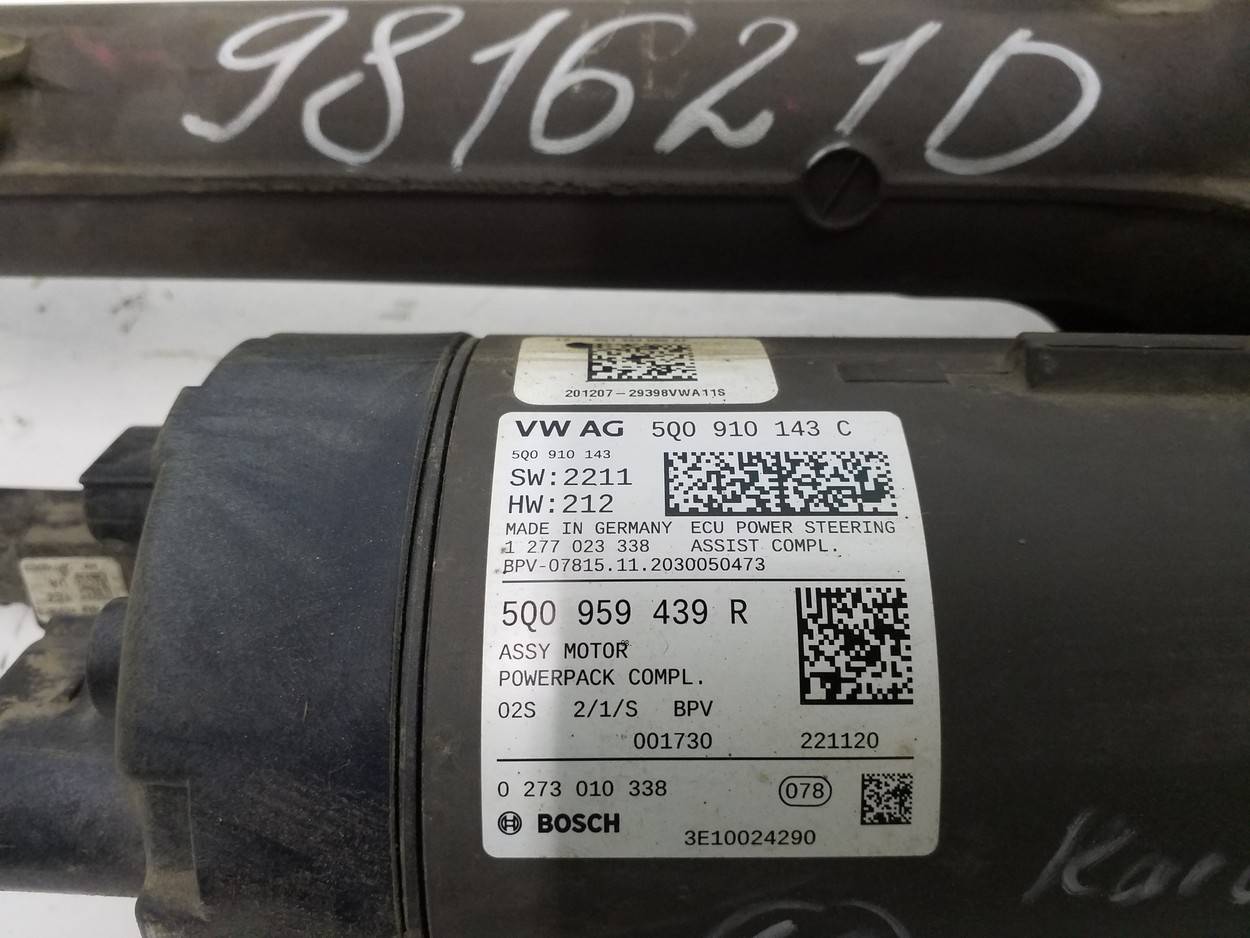 981621D
201207-29398VWA11S
VW AG 5Q0 910 143 C
5Q0 910 143
SW:2211
HW:212
MADE IN GERMANY ECU POWER STEERING
1 277 023 338 ASSIST COMPL.
BPV-07815.11.2030050473
5Q0 959 439 R
ASSY MOTOR
POWERPACK COMPL.
02S 2/1/S BPV
001730 221120
0 273 010 338 078
BOSCH 3E10024290